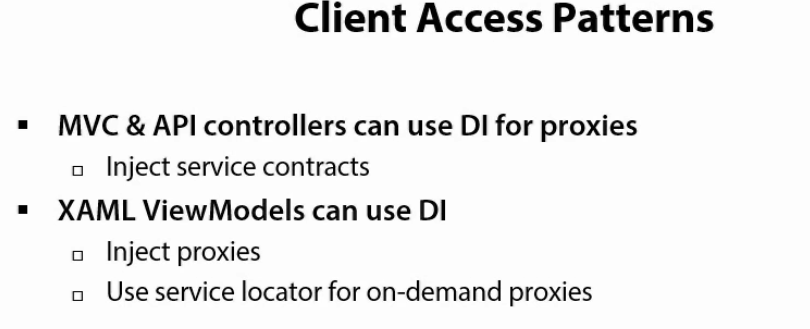 Client Access Patterns
▪ MVC & API controllers can use DI for proxies
▫ Inject service contracts
▪ XAML ViewModels can use DI
▫ Inject proxies
▫ Use service locator for on-demand proxies